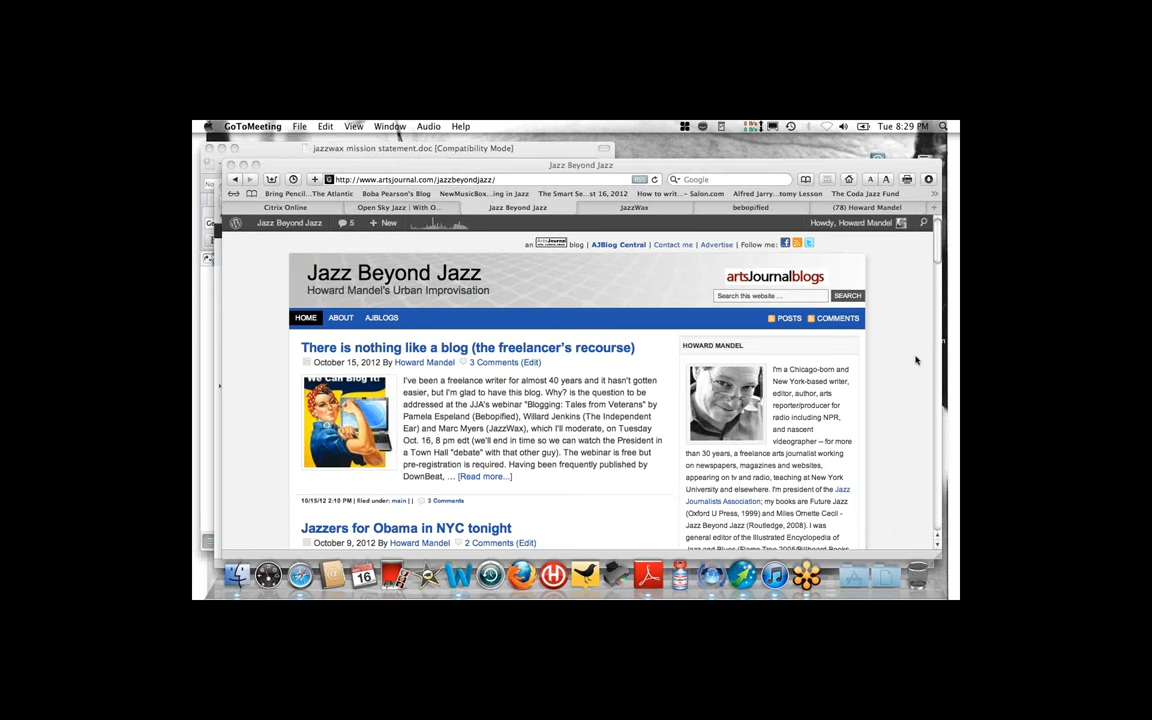 GoToMeeting File Edit View Window Audio Help
Tue 8:29 PM
jazzwax mission statement.doc [Compatibility Mode]
Jazz Beyond Jazz
http://www.artsjournal.com/jazzbeyondjazz/
RSS
Google
A A
Bring Pencil...The Atlantic Boba Pearson's Blog NewMusicBox...ing in Jazz The Smart Se...st 16, 2012 How to writ...- Salon.com Alfred Jarry...tomy Lesson The Coda Jazz Fund
Citrix Online Open Sky Jazz | With O... Jazz Beyond Jazz JazzWax bebopified (78) Howard Mandel
Jazz Beyond Jazz 5 + New Howdy, Howard Mandel
an ArtsJournal blog | AJBlog Central | Contact me | Advertise | Follow me:
Jazz Beyond Jazz
Howard Mandel's Urban Improvisation
artsJournalblogs
Search this website ... SEARCH
HOME ABOUT AJBLOGS POSTS COMMENTS
There is nothing like a blog (the freelancer's recourse)
October 15, 2012 By Howard Mandel 3 Comments (Edit)
We Can Blog It!
I've been a freelance writer for almost 40 years and it hasn't gotten
easier, but I'm glad to have this blog. Why? is the question to be
addressed at the JJA's webinar "Blogging: Tales from Veterans" by
Pamela Espeland (Bebopified), Willard Jenkins (The Independent
Ear) and Marc Myers (JazzWax), which I'll moderate, on Tuesday
Oct. 16, 8 pm edt (we'll end in time so we can watch the President in
a Town Hall "debate" with that other guy). The webinar is free but
pre-registration is required. Having been frequently published by
DownBeat, … [Read more...]
10/15/12 2:10 PM | filed under: main | | 3 Comments
Jazzers for Obama in NYC tonight
October 9, 2012 By Howard Mandel 2 Comments (Edit)
HOWARD MANDEL
I'm a Chicago-born and
New York-based writer,
editor, author, arts
reporter/producer for
radio including NPR,
and nascent
videographer -- for more
than 30 years, a freelance arts journalist working
on newspapers, magazines and websites,
appearing on tv and radio, teaching at New York
University and elsewhere. I'm president of the Jazz
Journalists Association; my books are Future Jazz
(Oxford U Press, 1999) and Miles Ornette Cecil -
Jazz Beyond Jazz (Routledge, 2008). I was
general editor of the Illustrated Encyclopedia of
16